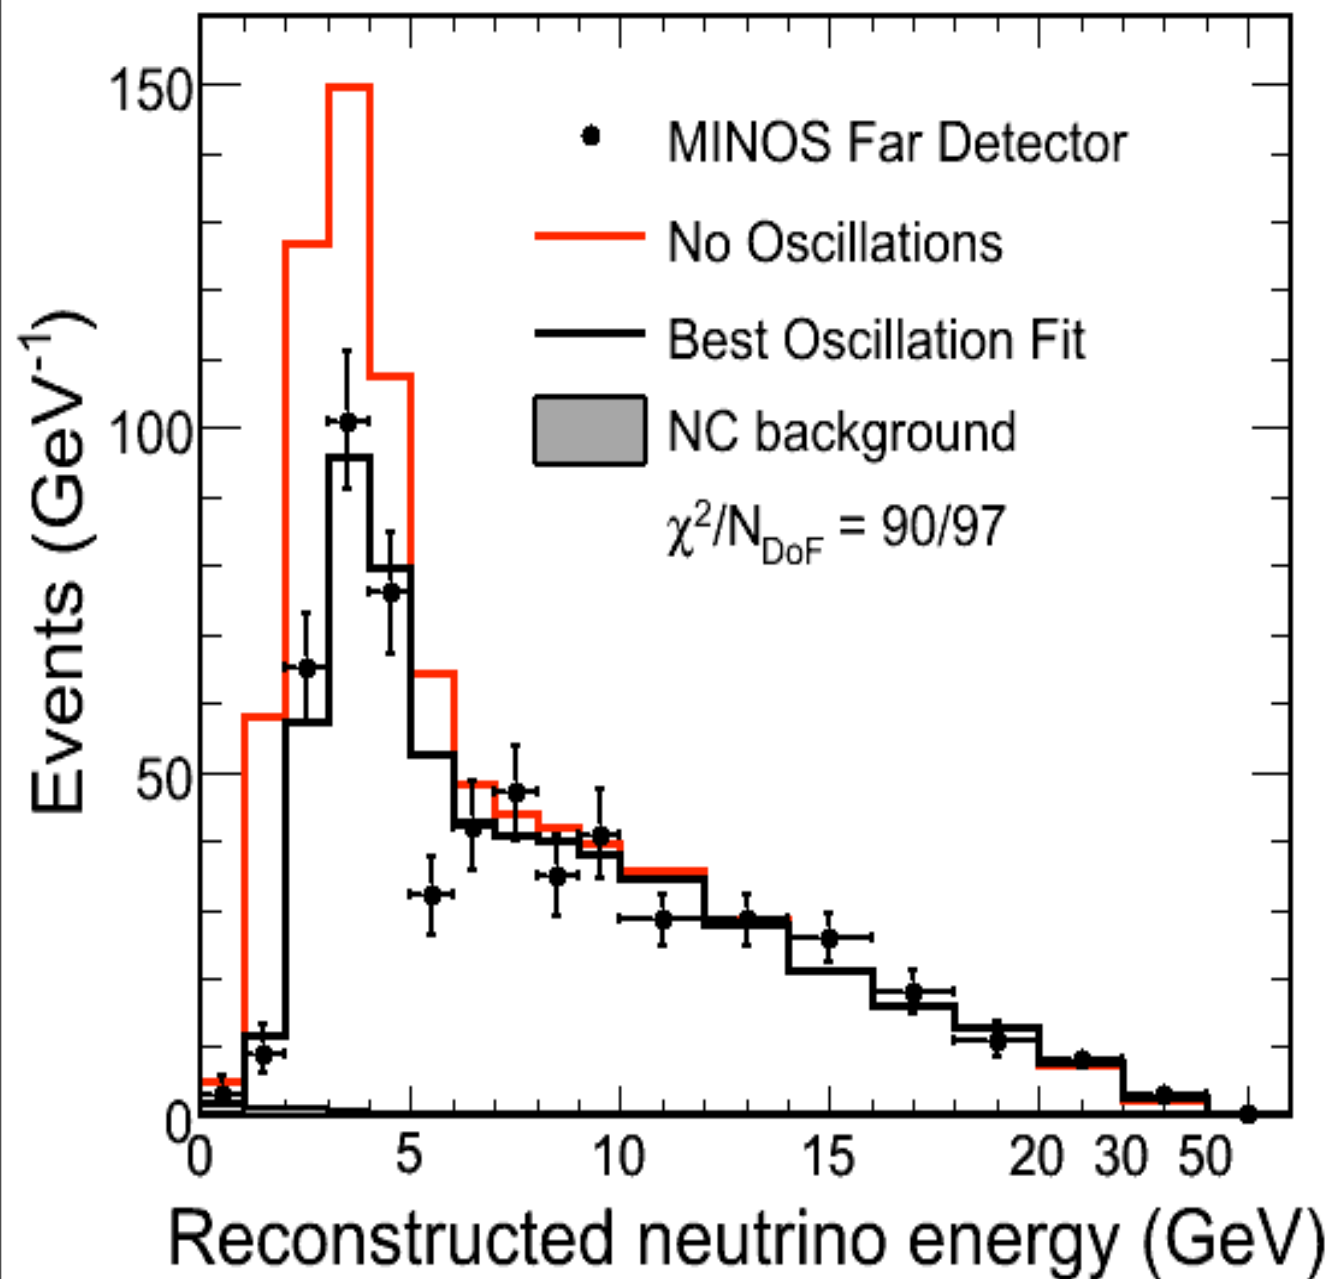 150
100
50
0
Events (GeV⁻¹)
MINOS Far Detector
No Oscillations
Best Oscillation Fit
NC background
χ²/N_DoF = 90/97
0 5 10 15 20 30 50
Reconstructed neutrino energy (GeV)